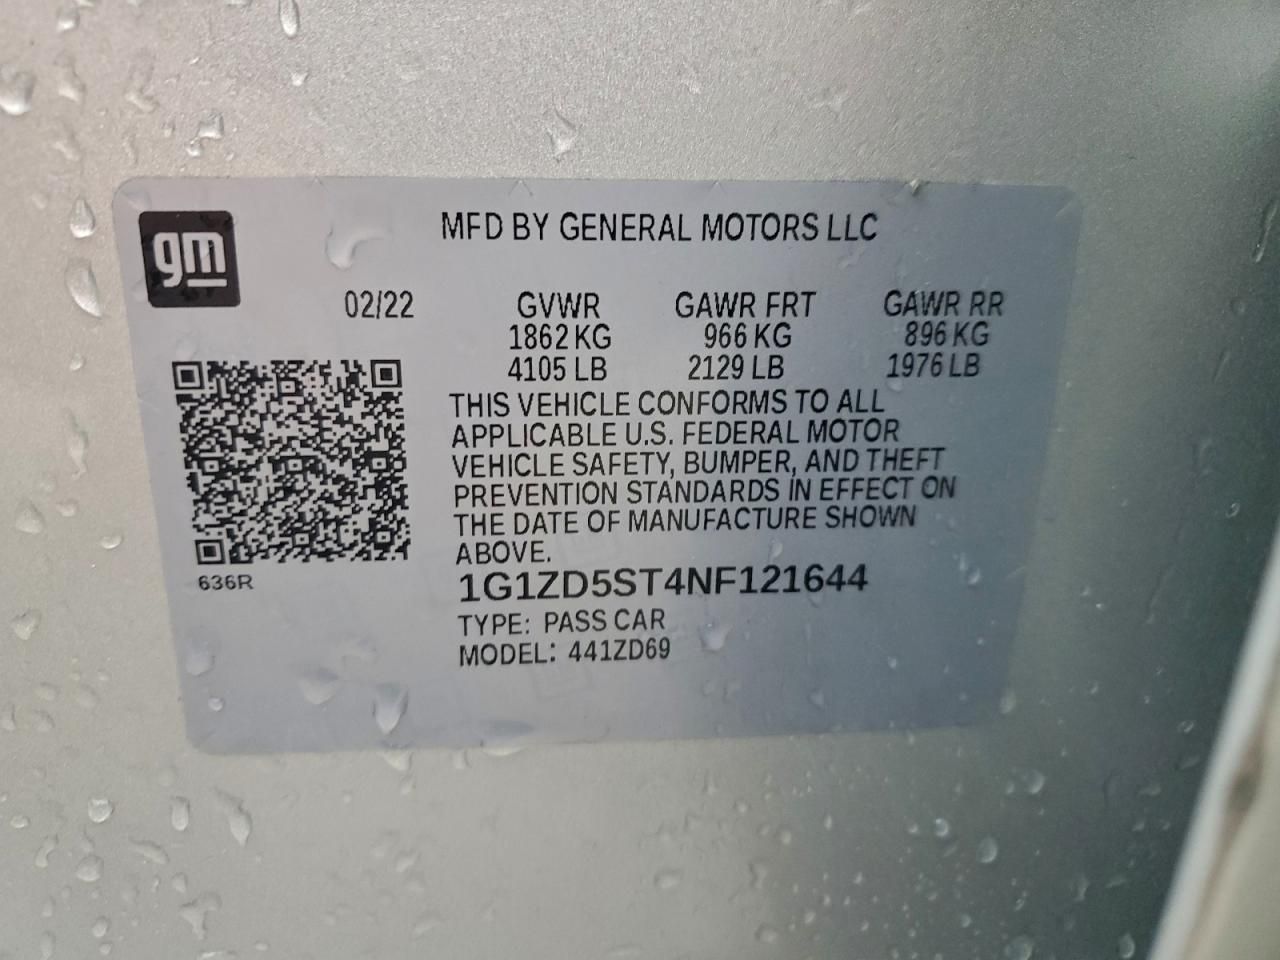 gm
MFD BY GENERAL MOTORS LLC
02/22 GVWR GAWR FRT GAWR RR
1862 KG 966 KG 896 KG
4105 LB 2129 LB 1976 LB
THIS VEHICLE CONFORMS TO ALL
APPLICABLE U.S. FEDERAL MOTOR
VEHICLE SAFETY, BUMPER, AND THEFT
PREVENTION STANDARDS IN EFFECT ON
THE DATE OF MANUFACTURE SHOWN
ABOVE.
636R
1G1ZD5ST4NF121644
TYPE: PASS CAR
MODEL: 441ZD69